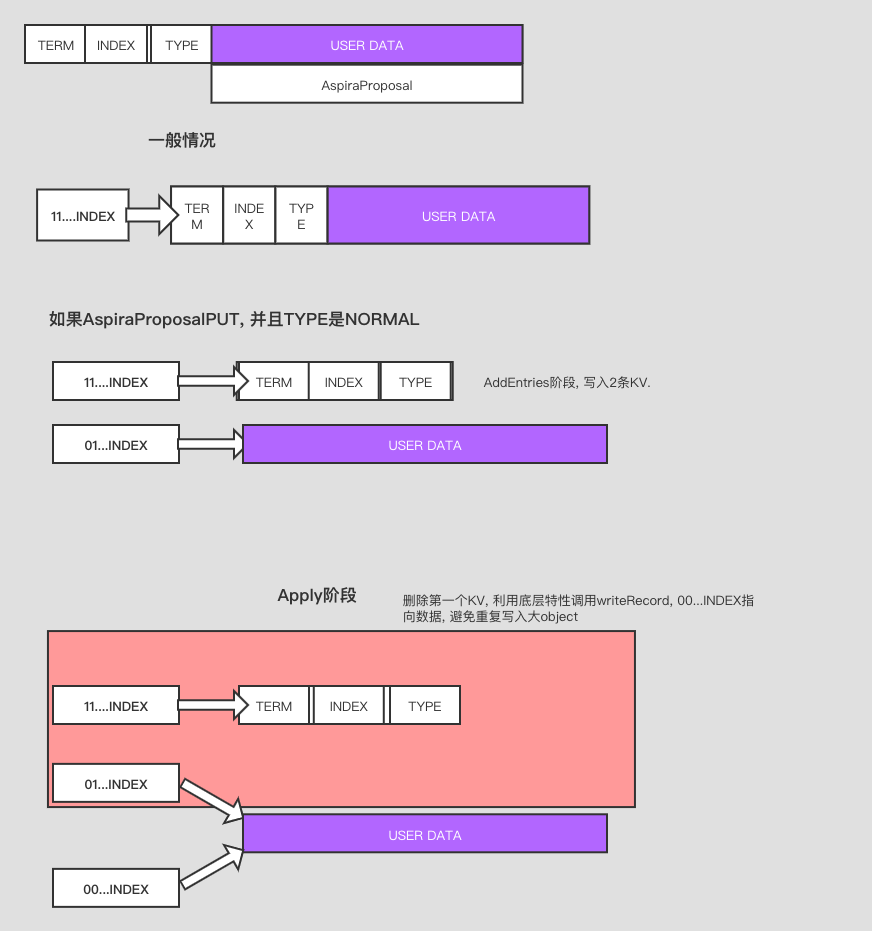 TERM INDEX TYPE USER DATA
AspiraProposal
一般情况
11....INDEX TER
M INDE
X TYP
E USER DATA
如果AspiraProposalPUT, 并且TYPE是NORMAL
11....INDEX TERM INDEX TYPE AddEntries阶段, 写入2条KV.
01...INDEX USER DATA
Apply阶段
删除第一个KV, 利用底层特性调用writeRecord, 00...INDEX指
向数据, 避免重复写入大object
11....INDEX TERM INDEX TYPE
01...INDEX
USER DATA
00...INDEX